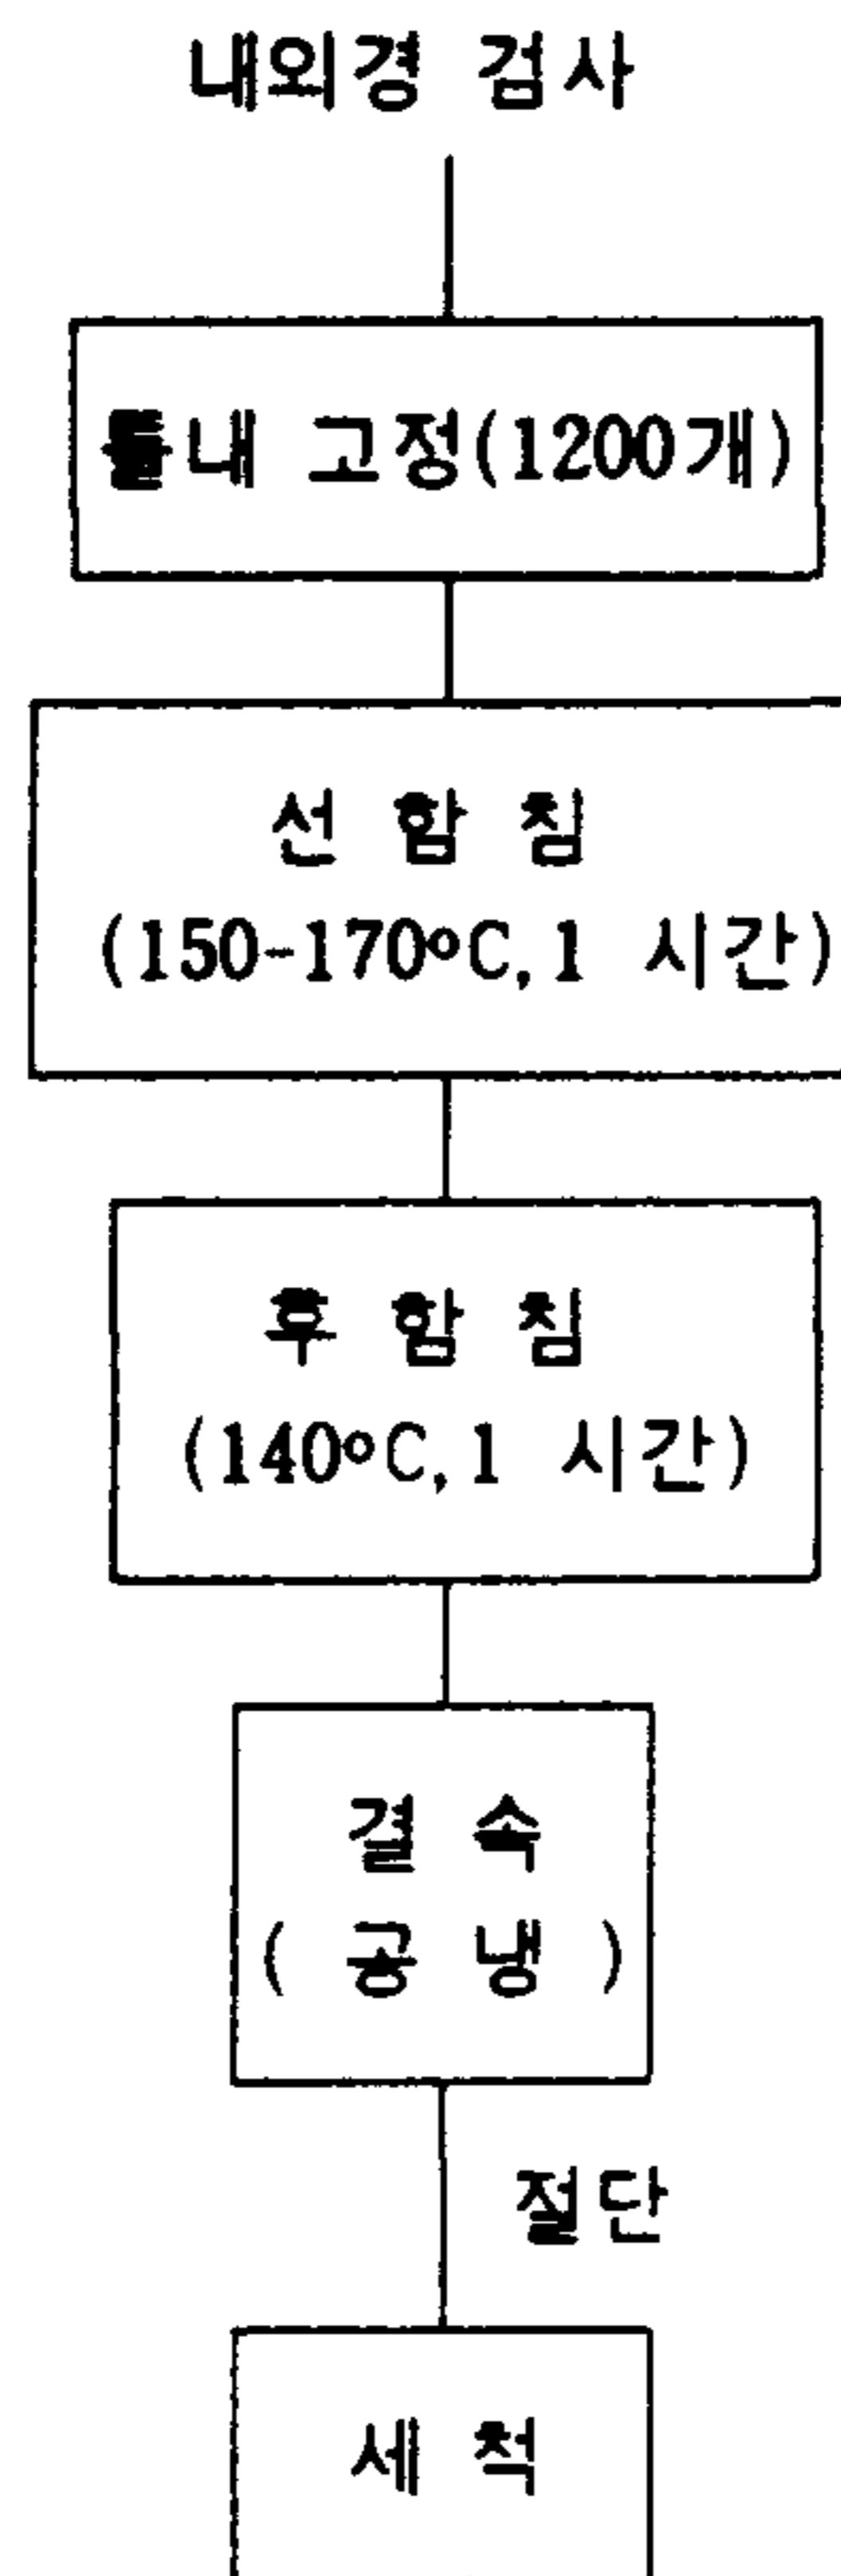 내외경 검사
틀내 고정(1200개)
선 함 침
(150-170°C,1 시간)
후 함 침
(140°C,1 시간)
결 속
( 공 냉 )
절단
세 척